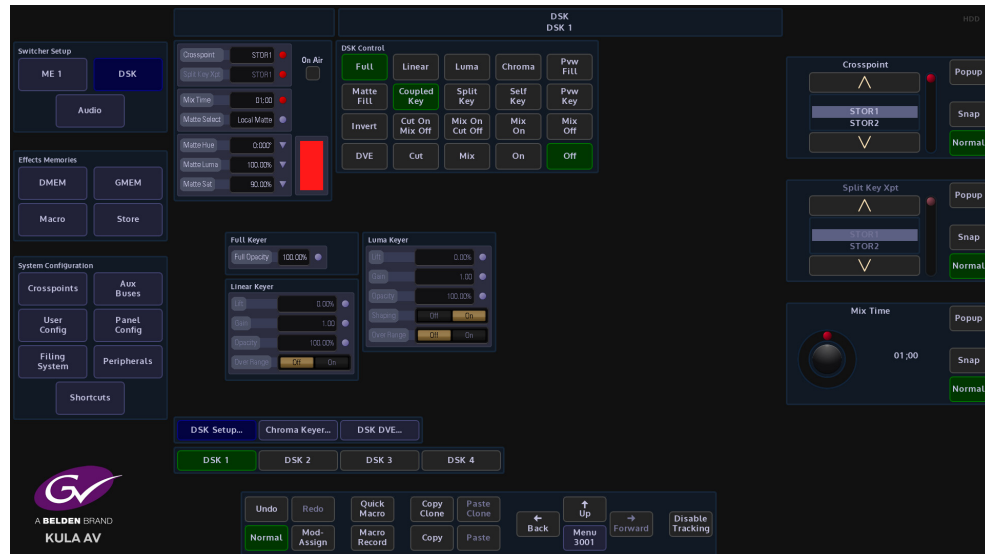 DSK
DSK 1
HDD
Switcher Setup
ME 1
DSK
Audio
Effects Memories
DMEM
GMEM
Macro
Store
System Configuration
Crosspoints
Aux
Buses
User
Config
Panel
Config
Filing
System
Peripherals
Shortcuts
Crosspoint
STOR1
Split Key Xpt
STOR1
On Air
Mix Time
01:00
Matte Select
Local Matte
Matte Hue
0.000°
Matte Luma
100.00%
Matte Sat
90.00%
DSK Control
Full
Linear
Luma
Chroma
Pvw
Fill
Matte
Fill
Coupled
Key
Split
Key
Self
Key
Pvw
Key
Invert
Cut On
Mix Off
Mix On
Cut Off
Mix
On
Mix
Off
DVE
Cut
Mix
On
Off
Full Keyer
Full Opacity
100.00%
Linear Keyer
Lift
0.00%
Gain
1.00
Opacity
100.00%
Over Range
Off
On
Luma Keyer
Lift
0.00%
Gain
1.00
Opacity
100.00%
Shaping
Off
On
Over Range
Off
On
Crosspoint
STOR1
STOR2
Popup
Snap
Normal
Split Key Xpt
STOR1
STOR2
Popup
Snap
Normal
Mix Time
01;00
Popup
Snap
Normal
DSK Setup...
Chroma Keyer...
DSK DVE...
DSK 1
DSK 2
DSK 3
DSK 4
GV
A BELDEN BRAND
KULA AV
Undo
Redo
Normal
Mod-
Assign
Quick
Macro
Macro
Record
Copy
Clone
Paste
Clone
Copy
Paste
Back
Up
Menu
3001
Forward
Disable
Tracking